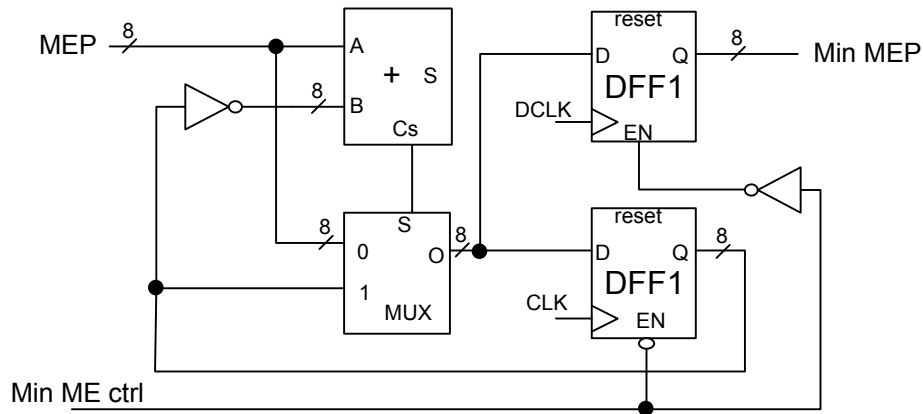 MEP
8
A
+
S
8
B
Cs
reset
D
Q
8
Min MEP
DFF1
DCLK
EN
8
S
0
O
8
1
MUX
reset
D
Q
8
DFF1
CLK
EN
Min ME ctrl